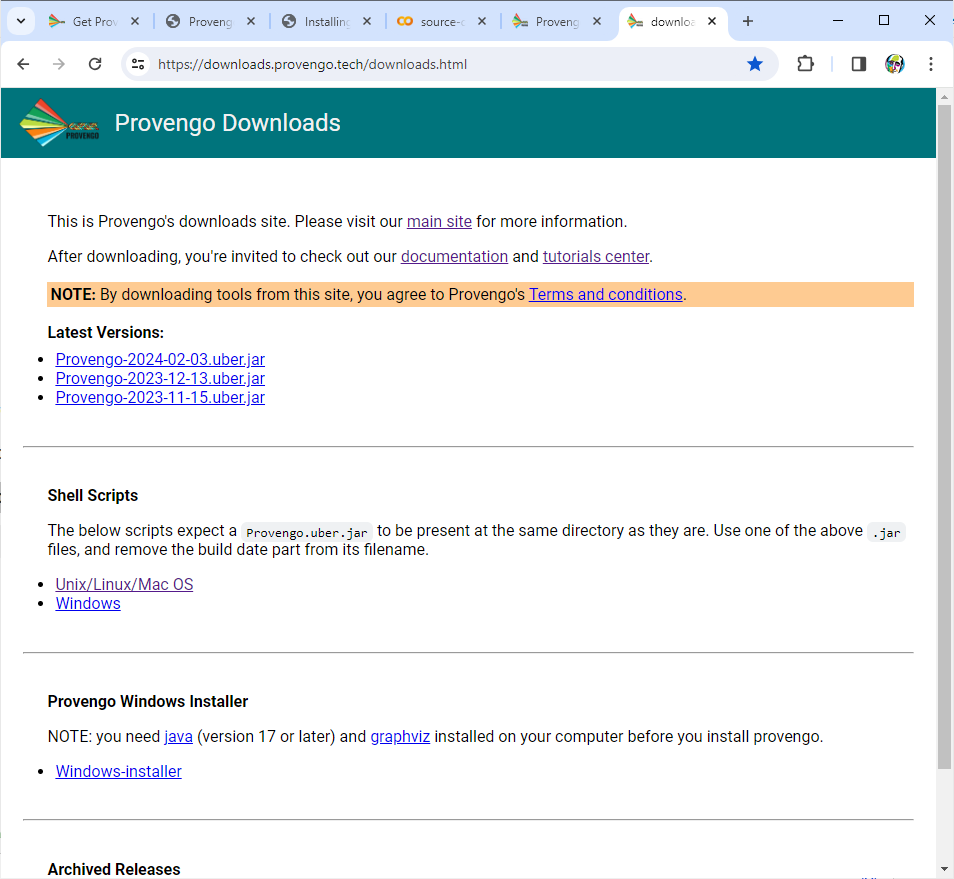 Get Prov
Proveng
Installing
source-c
Proveng
downloa
https://downloads.provengo.tech/downloads.html
PROVENGO
Provengo Downloads
This is Provengo's downloads site. Please visit our main site for more information.
After downloading, you're invited to check out our documentation and tutorials center.
NOTE: By downloading tools from this site, you agree to Provengo's Terms and conditions.
Latest Versions:
Provengo-2024-02-03.uber.jar
Provengo-2023-12-13.uber.jar
Provengo-2023-11-15.uber.jar
Shell Scripts
The below scripts expect a Provengo.uber.jar to be present at the same directory as they are. Use one of the above .jar
files, and remove the build date part from its filename.
Unix/Linux/Mac OS
Windows
Provengo Windows Installer
NOTE: you need java (version 17 or later) and graphviz installed on your computer before you install provengo.
Windows-installer
Archived Releases